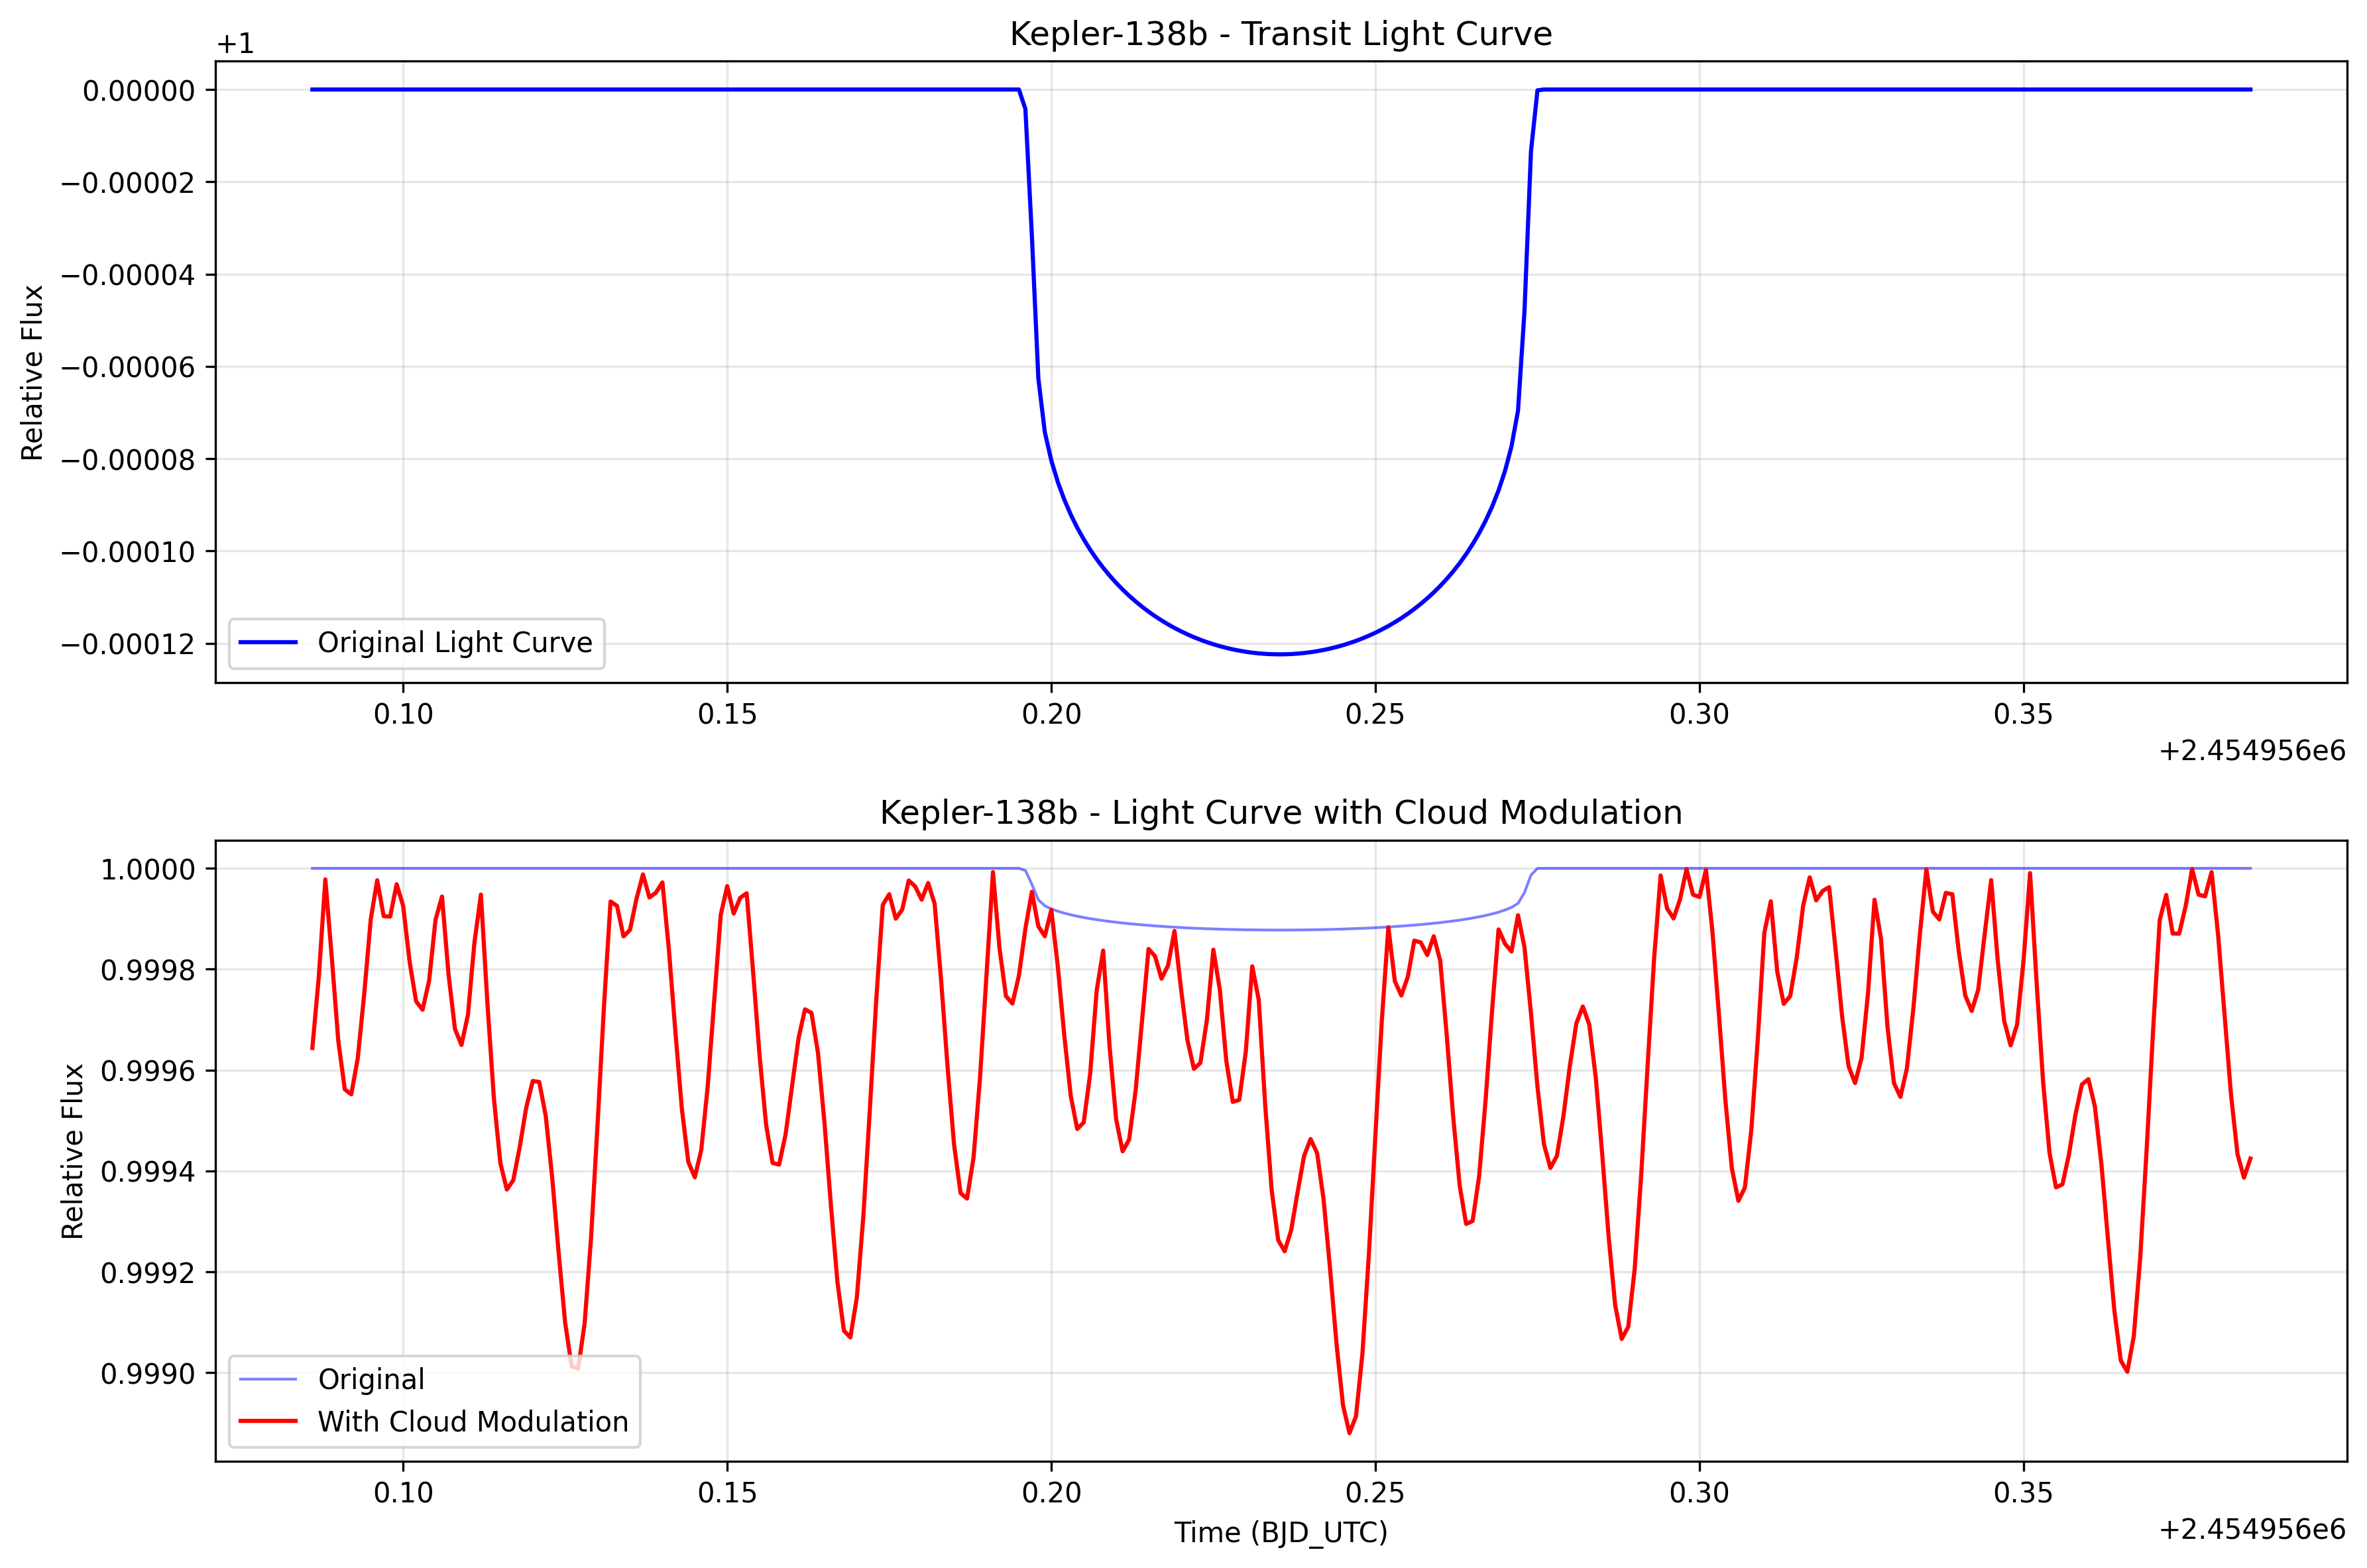 Kepler-138b - Transit Light Curve
+1
0.00000
−0.00002
−0.00004
−0.00006
−0.00008
−0.00010
−0.00012
Relative Flux
Original Light Curve
0.10 0.15 0.20 0.25 0.30 0.35
+2.454956e6
Kepler-138b - Light Curve with Cloud Modulation
1.0000
0.9998
0.9996
0.9994
0.9992
0.9990
Relative Flux
Original
With Cloud Modulation
0.10 0.15 0.20 0.25 0.30 0.35
Time (BJD_UTC)
+2.454956e6